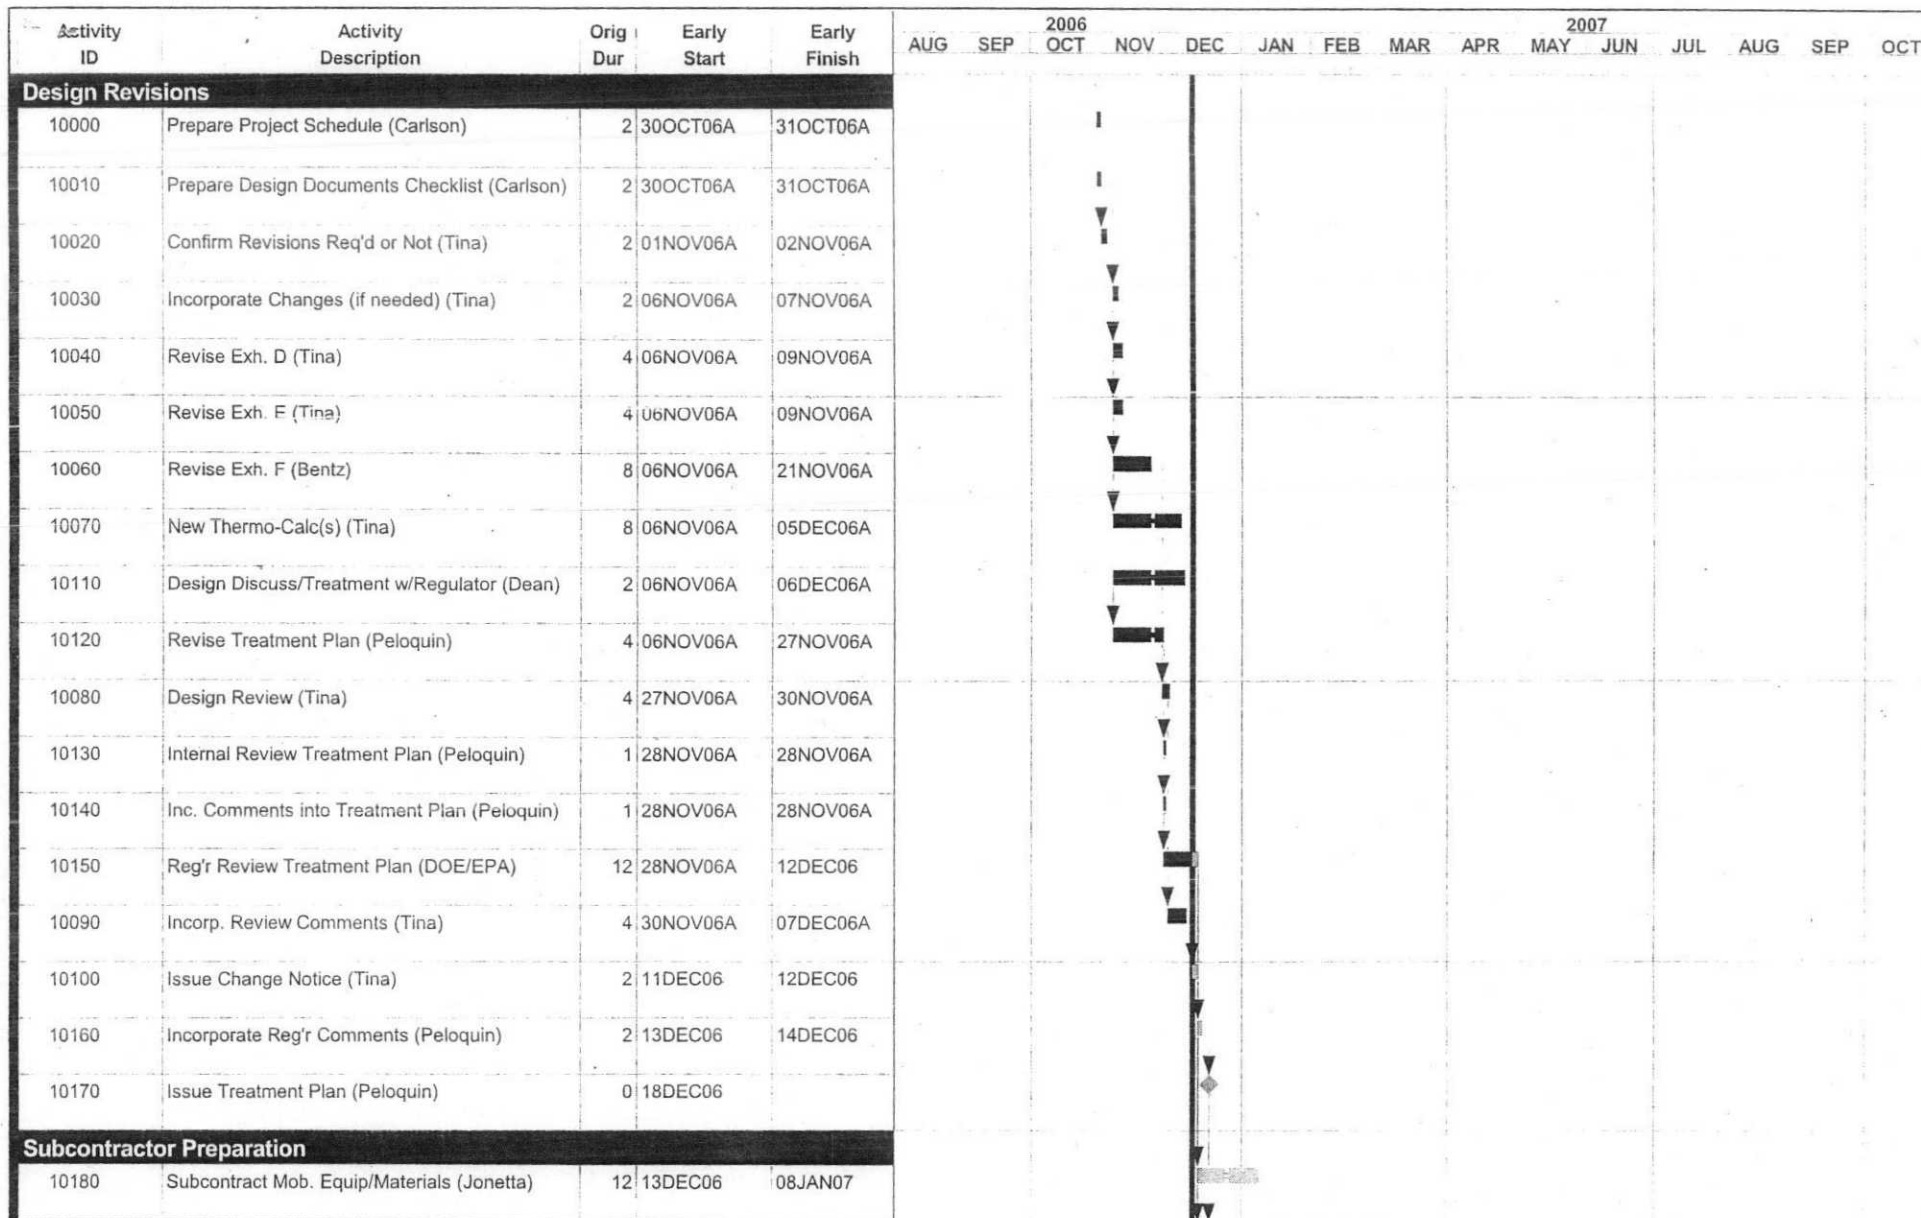 Activity ID Activity Description Orig Dur Early Start Early Finish
2006 2007
AUG SEP OCT NOV DEC JAN FEB MAR APR MAY JUN JUL AUG SEP OCT
Design Revisions
10000 Prepare Project Schedule (Carlson) 2 30OCT06A 31OCT06A
10010 Prepare Design Documents Checklist (Carlson) 2 30OCT06A 31OCT06A
10020 Confirm Revisions Req'd or Not (Tina) 2 01NOV06A 02NOV06A
10030 Incorporate Changes (if needed) (Tina) 2 06NOV06A 07NOV06A
10040 Revise Exh. D (Tina) 4 06NOV06A 09NOV06A
10050 Revise Exh. E (Tina) 4 06NOV06A 09NOV06A
10060 Revise Exh. F (Bentz) 8 06NOV06A 21NOV06A
10070 New Thermo-Calc(s) (Tina) 8 06NOV06A 05DEC06A
10110 Design Discuss/Treatment w/Regulator (Dean) 2 06NOV06A 06DEC06A
10120 Revise Treatment Plan (Peloquin) 4 06NOV06A 27NOV06A
10080 Design Review (Tina) 4 27NOV06A 30NOV06A
10130 Internal Review Treatment Plan (Peloquin) 1 28NOV06A 28NOV06A
10140 Inc. Comments into Treatment Plan (Peloquin) 1 28NOV06A 28NOV06A
10150 Reg'r Review Treatment Plan (DOE/EPA) 12 28NOV06A 12DEC06
10090 Incorp. Review Comments (Tina) 4 30NOV06A 07DEC06A
10100 Issue Change Notice (Tina) 2 11DEC06 12DEC06
10160 Incorporate Reg'r Comments (Peloquin) 2 13DEC06 14DEC06
10170 Issue Treatment Plan (Peloquin) 0 18DEC06
Subcontractor Preparation
10180 Subcontract Mob. Equip/Materials (Jonetta) 12 13DEC06 08JAN07